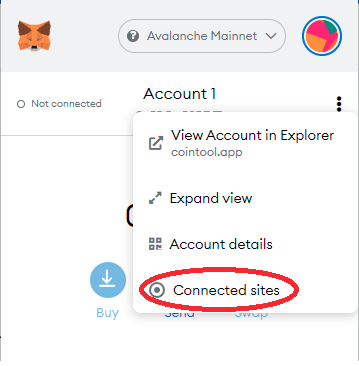 Avalanche Mainnet
Not connected
Account 1
View Account in Explorer
cointool.app
Expand view
Account details
Connected sites
Buy
Send
Swap